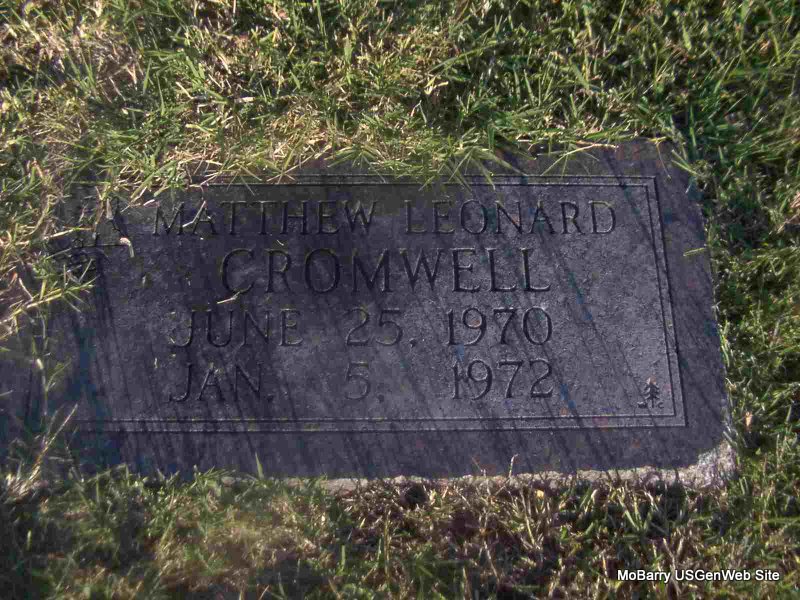 MATTHEW LEONARD
CROMWELL
JUNE 25, 1970
JAN. 5, 1972
MoBarry USGenWeb Site